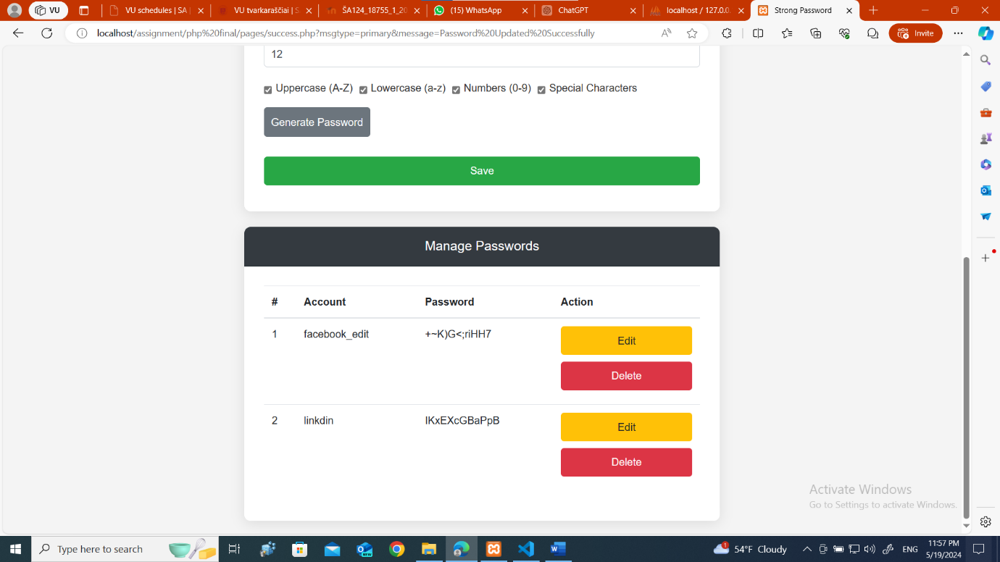 VU
VU schedules | SA |
VU tvarkaraščiai | S
ŠA124_18755_1_20
(15) WhatsApp
ChatGPT
localhost / 127.0.0.
Strong Password
localhost/assignment/php%20final/pages/success.php?msgtype=primary&message=Password%20Updated%20Successfully
Invite
12
Uppercase (A-Z) Lowercase (a-z) Numbers (0-9) Special Characters
Generate Password
Save
Manage Passwords
# Account Password Action
1 facebook_edit +~K)G<;riHH7 Edit
Delete
2 linkdin IKxEXcGBaPpB Edit
Delete
Activate Windows
Go to Settings to activate Windows.
Type here to search
NEW
1
54°F Cloudy
ENG
11:57 PM
5/19/2024